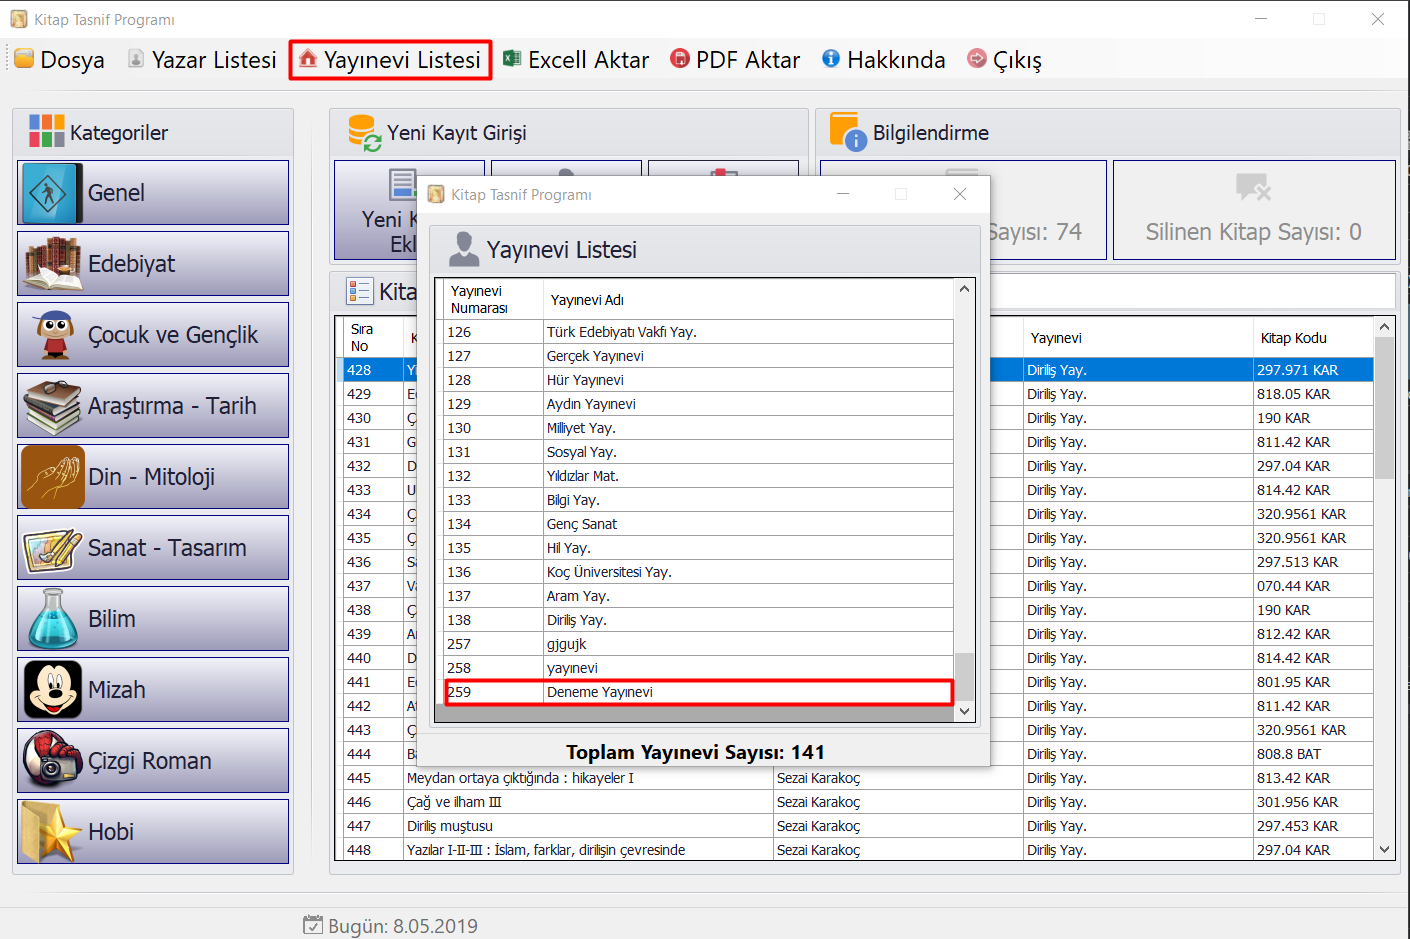 Kitap Tasnif Programı
Dosya
Yazar Listesi
Yayınevi Listesi
Excell Aktar
PDF Aktar
Hakkında
Çıkış
Kategoriler
Genel
Edebiyat
Çocuk ve Gençlik
Araştırma - Tarih
Din - Mitoloji
Sanat - Tasarım
Bilim
Mizah
Çizgi Roman
Hobi
Yeni Kayıt Girişi
Yeni
Bilgilendirme
Sayısı: 74
Silinen Kitap Sayısı: 0
Kitap Tasnif Programı
Yayınevi Listesi
Yayınevi Numarası Yayınevi Adı
126 Türk Edebiyatı Vakfı Yay.
127 Gerçek Yayınevi
128 Hür Yayınevi
129 Aydın Yayınevi
130 Milliyet Yay.
131 Sosyal Yay.
132 Yıldızlar Mat.
133 Bilgi Yay.
134 Genç Sanat
135 Hil Yay.
136 Koç Üniversitesi Yay.
137 Aram Yay.
138 Diriliş Yay.
257 gjgujk
258 yayınevi
259 Deneme Yayınevi
Toplam Yayınevi Sayısı: 141
Sıra No Yayınevi Kitap Kodu
428 Diriliş Yay. 297.971 KAR
429 Diriliş Yay. 818.05 KAR
430 Diriliş Yay. 190 KAR
431 Diriliş Yay. 811.42 KAR
432 Diriliş Yay. 297.04 KAR
433 Diriliş Yay. 814.42 KAR
434 Diriliş Yay. 320.9561 KAR
435 Diriliş Yay. 320.9561 KAR
436 Diriliş Yay. 297.513 KAR
437 Diriliş Yay. 070.44 KAR
438 Diriliş Yay. 190 KAR
439 Diriliş Yay. 812.42 KAR
440 Diriliş Yay. 814.42 KAR
441 Diriliş Yay. 801.95 KAR
442 Diriliş Yay. 811.42 KAR
443 Diriliş Yay. 320.9561 KAR
444 Diriliş Yay. 808.8 BAT
445 Meydan ortaya çıktığında : hikayeler I Sezai Karakoç Diriliş Yay. 813.42 KAR
446 Çağ ve ilham III Sezai Karakoç Diriliş Yay. 301.956 KAR
447 Diriliş muştusu Sezai Karakoç Diriliş Yay. 297.453 KAR
448 Yazılar I-II-III : İslam, farklar, dirilişin çevresinde Sezai Karakoç Diriliş Yay. 297.04 KAR
Bugün: 8.05.2019